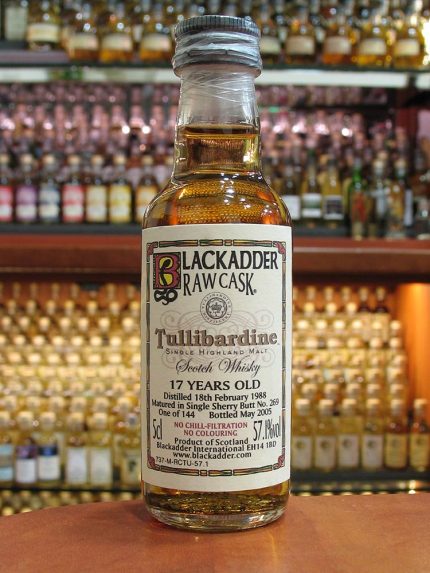 BLACKADDER
RAW CASK®
Tullibardine
SINGLE HIGHLAND MALT
Scotch Whisky
17 YEARS OLD
Distilled 18th February 1988
Matured in Single Sherry Butt No. 269
One of 144 Bottled May 2005
NO CHILL-FILTRATION
NO COLOURING
5cl 57.1%vol
Product of Scotland
Blackadder International EH14 1BD
www.blackadder.com
737-M-RCTU-57.1